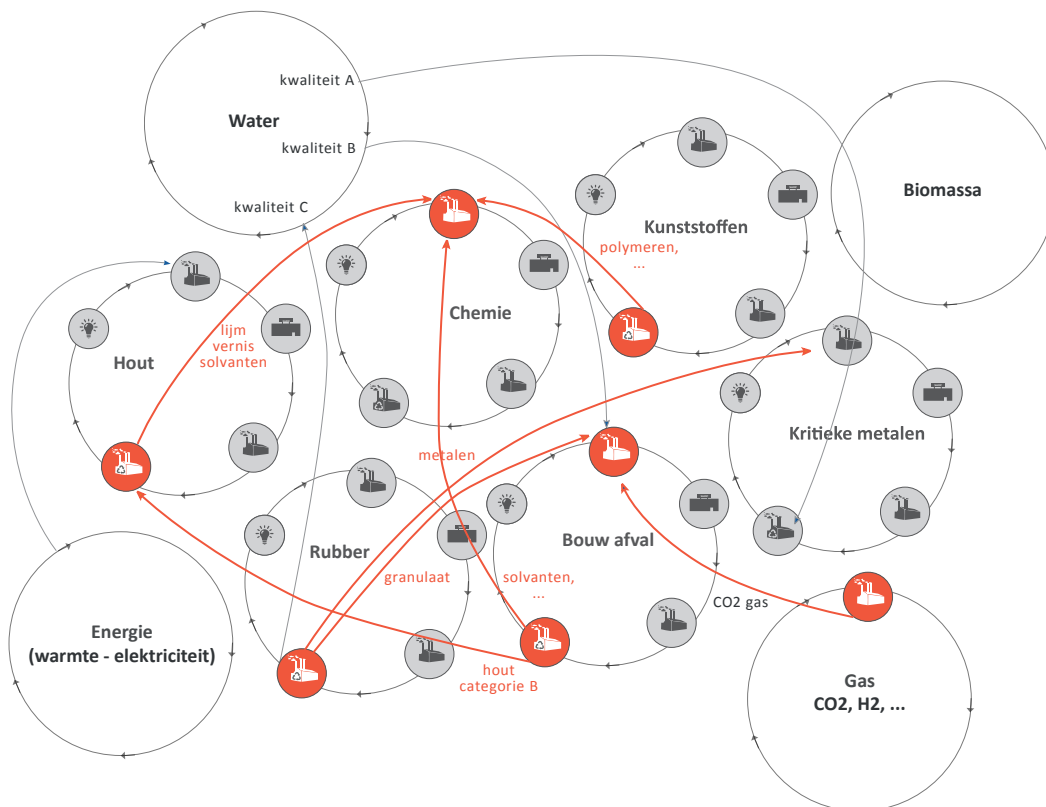 kwaliteit A
Water
kwaliteit B
kwaliteit C
Biomassa
Kunststoffen
polymeren,
...
Chemie
lijm
vernis
solvanten
Hout
Kritieke metalen
metalen
Rubber
Bouw afval
granulaat
solvanten,
...
CO2 gas
Energie
(warmte - elektriciteit)
hout
categorie B
Gas
CO2, H2, ...